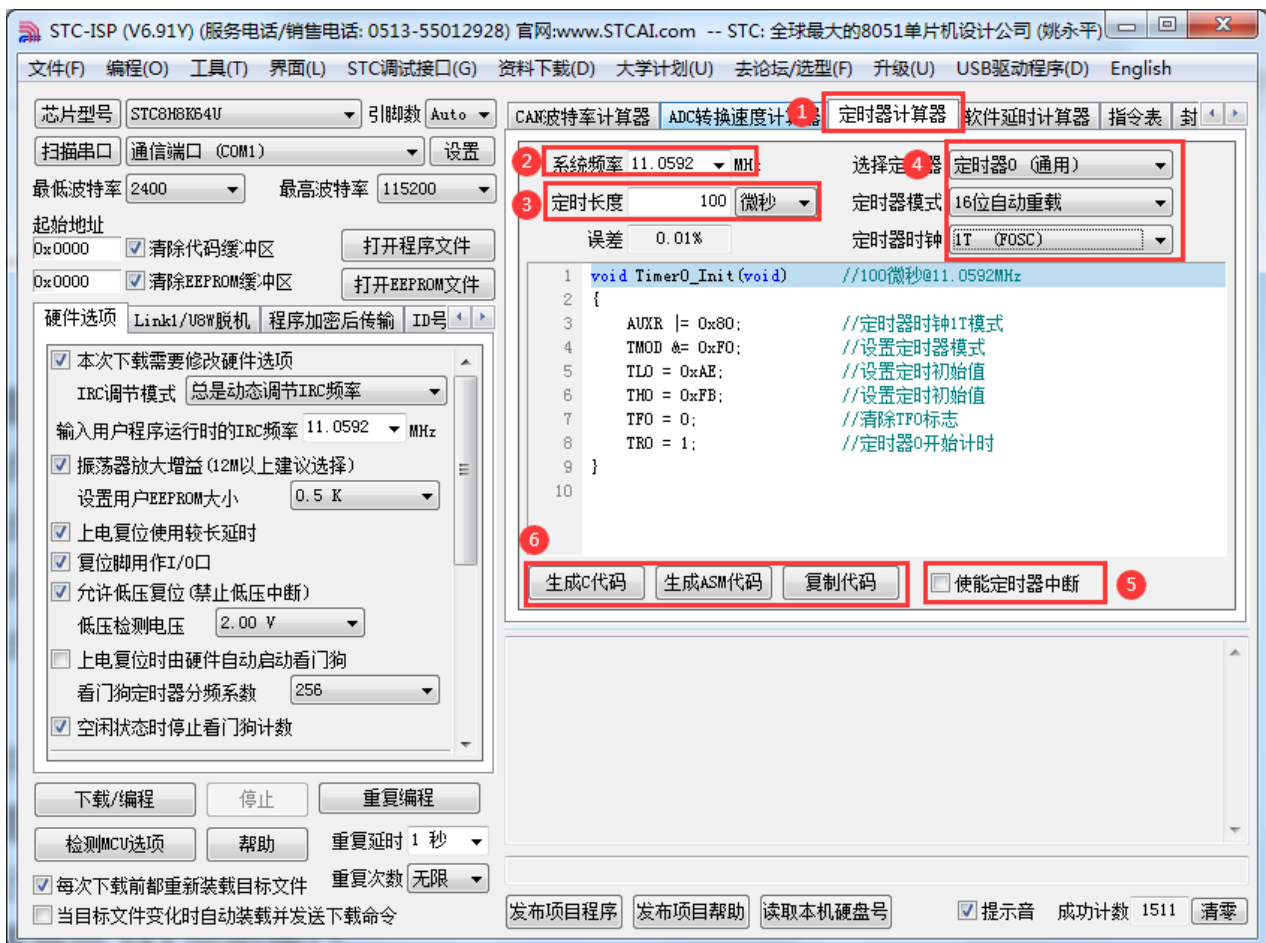 STC-ISP (V6.91Y) (服务电话/销售电话: 0513-55012928) 官网:www.STCAI.com -- STC: 全球最大的8051单片机设计公司 (姚永平)
文件(F) 编程(O) 工具(T) 界面(L) STC调试接口(G) 资料下载(D) 大学计划(U) 去论坛/选型(F) 升级(U) USB驱动程序(D) English
芯片型号 STC8H8K64U 引脚数 Auto
扫描串口 通信端口 (COM1) 设置
最低波特率 2400 最高波特率 115200
起始地址
0x0000 清除代码缓冲区 打开程序文件
0x0000 清除EEPROM缓冲区 打开EEPROM文件
硬件选项 Link1/U8W脱机 程序加密后传输 ID号
本次下载需要修改硬件选项
IRC调节模式 总是动态调节IRC频率
输入用户程序运行时的IRC频率 11.0592 MHz
振荡器放大增益(12M以上建议选择)
设置用户EEPROM大小 0.5 K
上电复位使用较长延时
复位脚用作I/O口
允许低压复位(禁止低压中断)
低压检测电压 2.00 V
上电复位时由硬件自动启动看门狗
看门狗定时器分频系数 256
空闲状态时停止看门狗计数
下载/编程 停止 重复编程
检测MCU选项 帮助 重复延时 1 秒
每次下载前都重新装载目标文件 重复次数 无限
当目标文件变化时自动装载并发送下载命令
CAN波特率计算器 ADC转换速度计 器 1 定时器计算器 软件延时计算器 指令表 封
2 系统频率 11.0592 MHz 选择定 4 器 定时器0 (通用)
3 定时长度 100 微秒 定时器模式 16位自动重载
误差 0.01% 定时器时钟 1T (FOSC)
1 void Timer0_Init(void) //100微秒@11.0592MHz
2 {
3 AUXR |= 0x80; //定时器时钟1T模式
4 TMOD &= 0xF0; //设置定时器模式
5 TL0 = 0xAE; //设置定时初始值
6 TH0 = 0xFB; //设置定时初始值
7 TF0 = 0; //清除TF0标志
8 TR0 = 1; //定时器0开始计时
9 }
10
6
生成C代码 生成ASM代码 复制代码 使能定时器中断 5
发布项目程序 发布项目帮助 读取本机硬盘号 提示音 成功计数 1511 清零